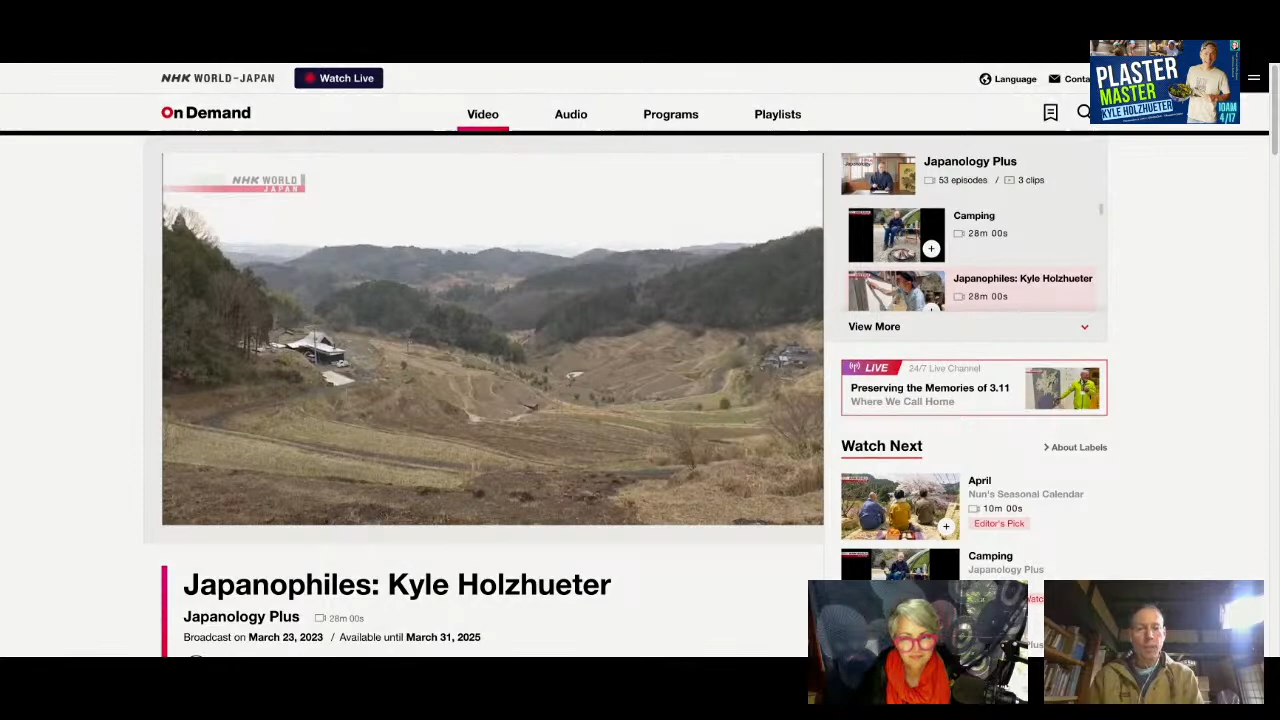 NHK WORLD-JAPAN
Watch Live
Language
Conta
PLASTER
MASTER
KYLE HOLZHUETER
10AM
4/17
On Demand
Video
Audio
Programs
Playlists
NHK WORLD
JAPAN
Japanology Plus
53 episodes / 3 clips
Camping
28m 00s
Japanophiles: Kyle Holzhueter
28m 00s
View More
LIVE
24/7 Live Channel
Preserving the Memories of 3.11
Where We Call Home
Watch Next
About Labels
April
Nun's Seasonal Calendar
10m 00s
Editor's Pick
Camping
Japanology Plus
Japanophiles: Kyle Holzhueter
Japanology Plus
28m 00s
Broadcast on March 23, 2023 / Available until March 31, 2025